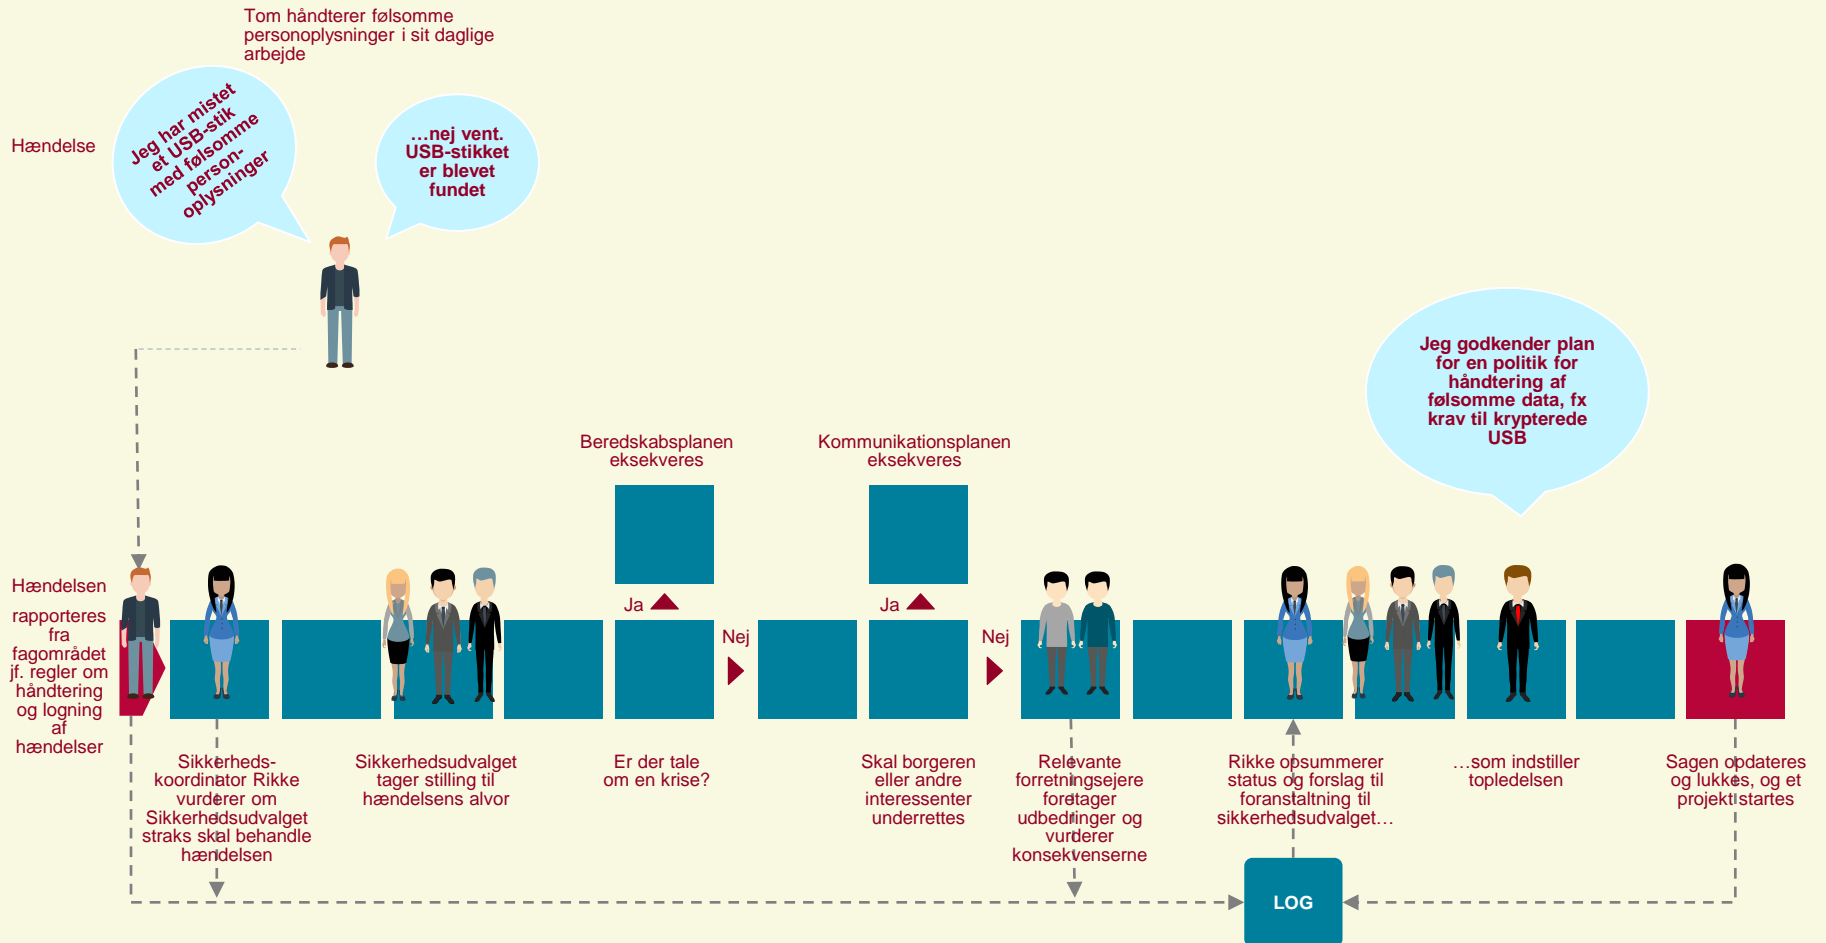 Tom håndterer følsomme
personoplysninger i sit daglige
arbejde
Hændelse
Jeg har mistet
et USB-stik
med følsomme
person-
oplysninger
…nej vent.
USB-stikket
er blevet
fundet
Jeg godkender plan
for en politik for
håndtering af
følsomme data, fx
krav til krypterede
USB
Beredskabsplanen
eksekveres
Kommunikationsplanen
eksekveres
Ja
Ja
Nej
Nej
Hændelsen
rapporteres
fra
fagområdet
jf. regler om
håndtering
og logning
af
hændelser
Sikkerheds-
koordinator Rikke
vurderer om
Sikkerhedsudvalget
straks skal behandle
hændelsen
Sikkerhedsudvalget
tager stilling til
hændelsens alvor
Er der tale
om en krise?
Skal borgeren
eller andre
interessenter
underrettes
Relevante
forretningsejere
foretager
udbedringer og
vurderer
konsekvenserne
Rikke opsummerer
status og forslag til
foranstaltning til
sikkerhedsudvalget…
…som indstiller
topledelsen
Sagen opdateres
og lukkes, og et
projekt startes
LOG